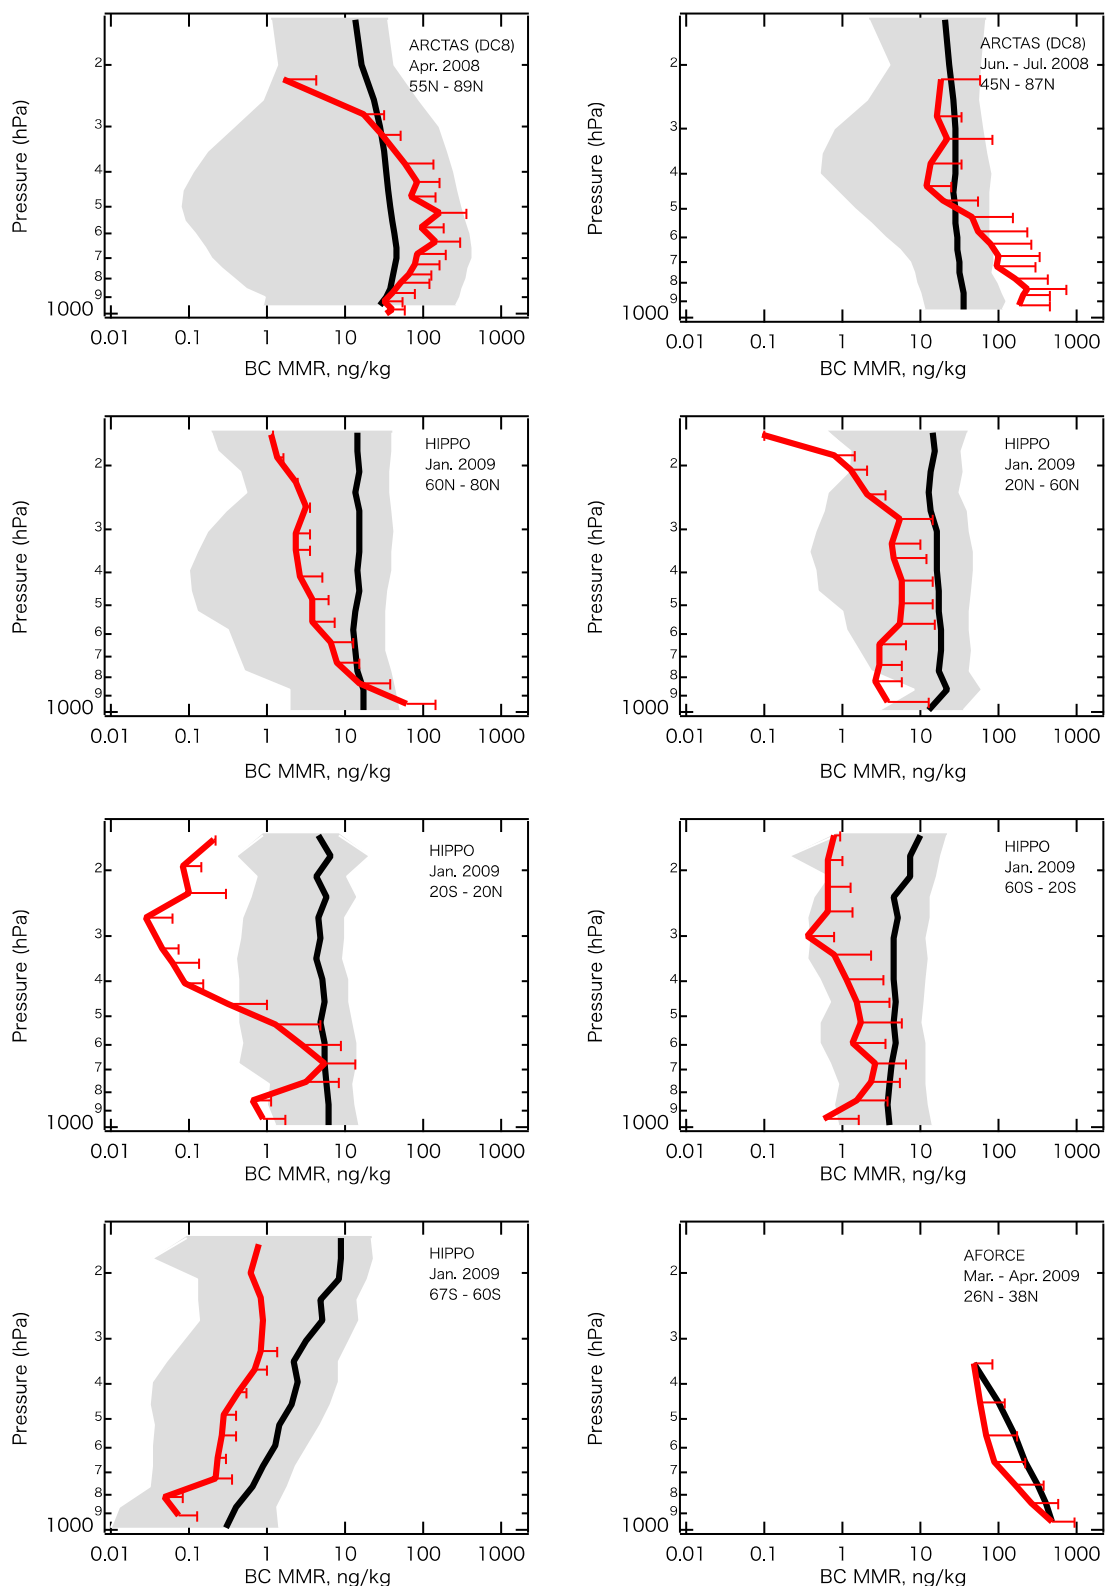 ARCTAS (DC8)
Apr. 2008
55N - 89N
Pressure (hPa)
2
3
4
5
6
7
8
9
1000
0.01 0.1 1 10 100 1000
BC MMR, ng/kg
ARCTAS (DC8)
Jun. - Jul. 2008
45N - 87N
Pressure (hPa)
2
3
4
5
6
7
8
9
1000
0.01 0.1 1 10 100 1000
BC MMR, ng/kg
HIPPO
Jan. 2009
60N - 80N
Pressure (hPa)
2
3
4
5
6
7
8
9
1000
0.01 0.1 1 10 100 1000
BC MMR, ng/kg
HIPPO
Jan. 2009
20N - 60N
Pressure (hPa)
2
3
4
5
6
7
8
9
1000
0.01 0.1 1 10 100 1000
BC MMR, ng/kg
HIPPO
Jan. 2009
20S - 20N
Pressure (hPa)
2
3
4
5
6
7
8
9
1000
0.01 0.1 1 10 100 1000
BC MMR, ng/kg
HIPPO
Jan. 2009
60S - 20S
Pressure (hPa)
2
3
4
5
6
7
8
9
1000
0.01 0.1 1 10 100 1000
BC MMR, ng/kg
HIPPO
Jan. 2009
67S - 60S
Pressure (hPa)
2
3
4
5
6
7
8
9
1000
0.01 0.1 1 10 100 1000
BC MMR, ng/kg
AFORCE
Mar. - Apr. 2009
26N - 38N
Pressure (hPa)
2
3
4
5
6
7
8
9
1000
0.01 0.1 1 10 100 1000
BC MMR, ng/kg